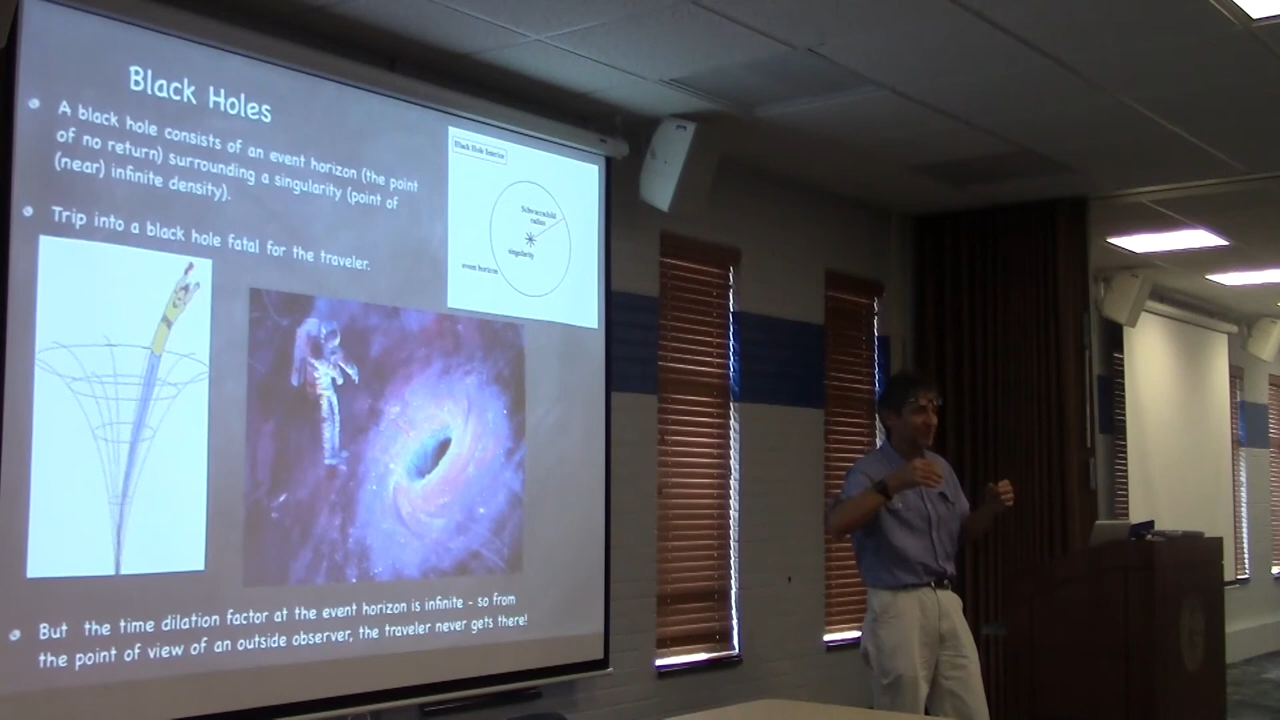 Black Holes
A black hole consists of an event horizon (the point
of no return) surrounding a singularity (point of
(near) infinite density).
Trip into a black hole fatal for the traveler.
Black Hole Interior
Schwarzschild
radius
singularity
event horizon
But the time dilation factor at the event horizon is infinite - so from
the point of view of an outside observer, the traveler never gets there!